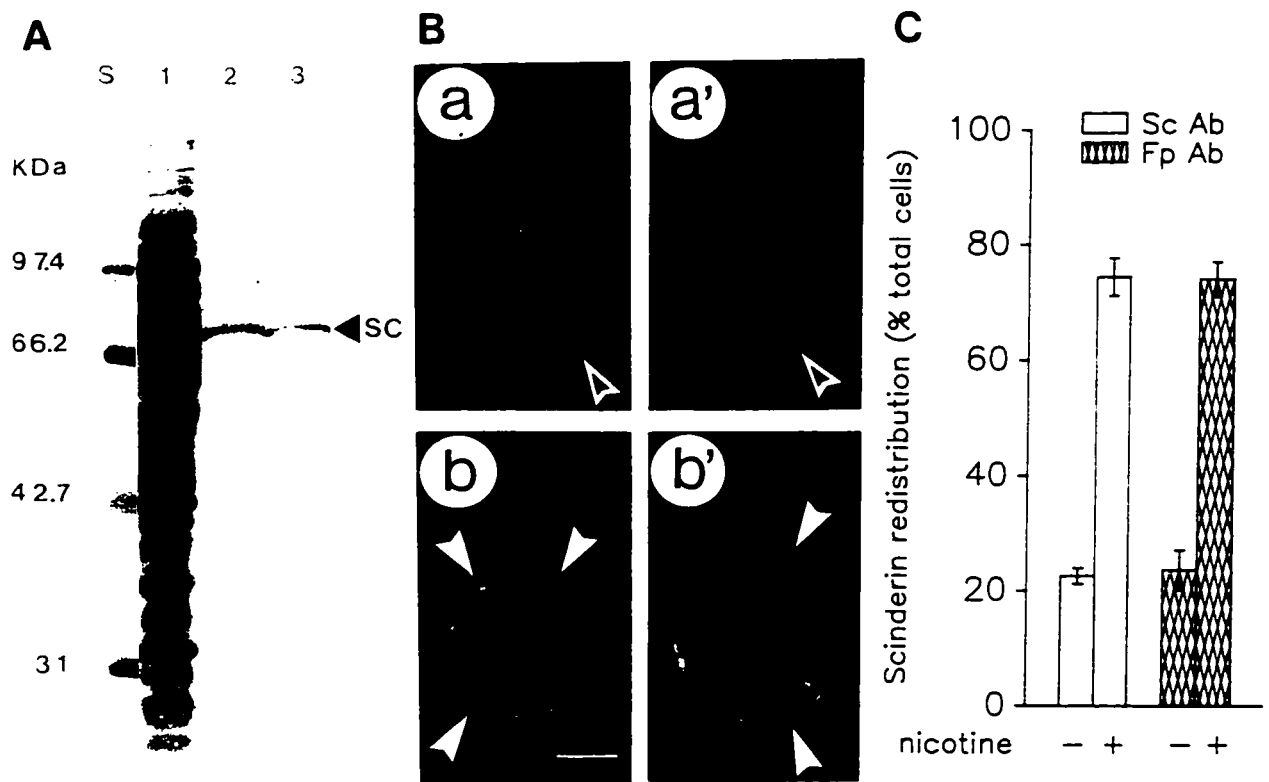 A
S 1 2 3
KDa
97.4
66.2
42.7
31
SC
B
a
a'
b
b'
C
Sc Ab
Fp Ab
Scinderin redistribution (% total cells)
100
80
60
40
20
0
nicotine − + − +